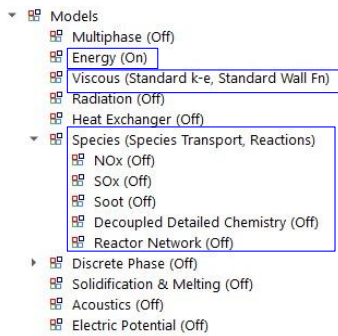 Models
Multiphase (Off)
Energy (On)
Viscous (Standard k-e, Standard Wall Fn)
Radiation (Off)
Heat Exchanger (Off)
Species (Species Transport, Reactions)
NOx (Off)
SOx (Off)
Soot (Off)
Decoupled Detailed Chemistry (Off)
Reactor Network (Off)
Discrete Phase (Off)
Solidification & Melting (Off)
Acoustics (Off)
Electric Potential (Off)